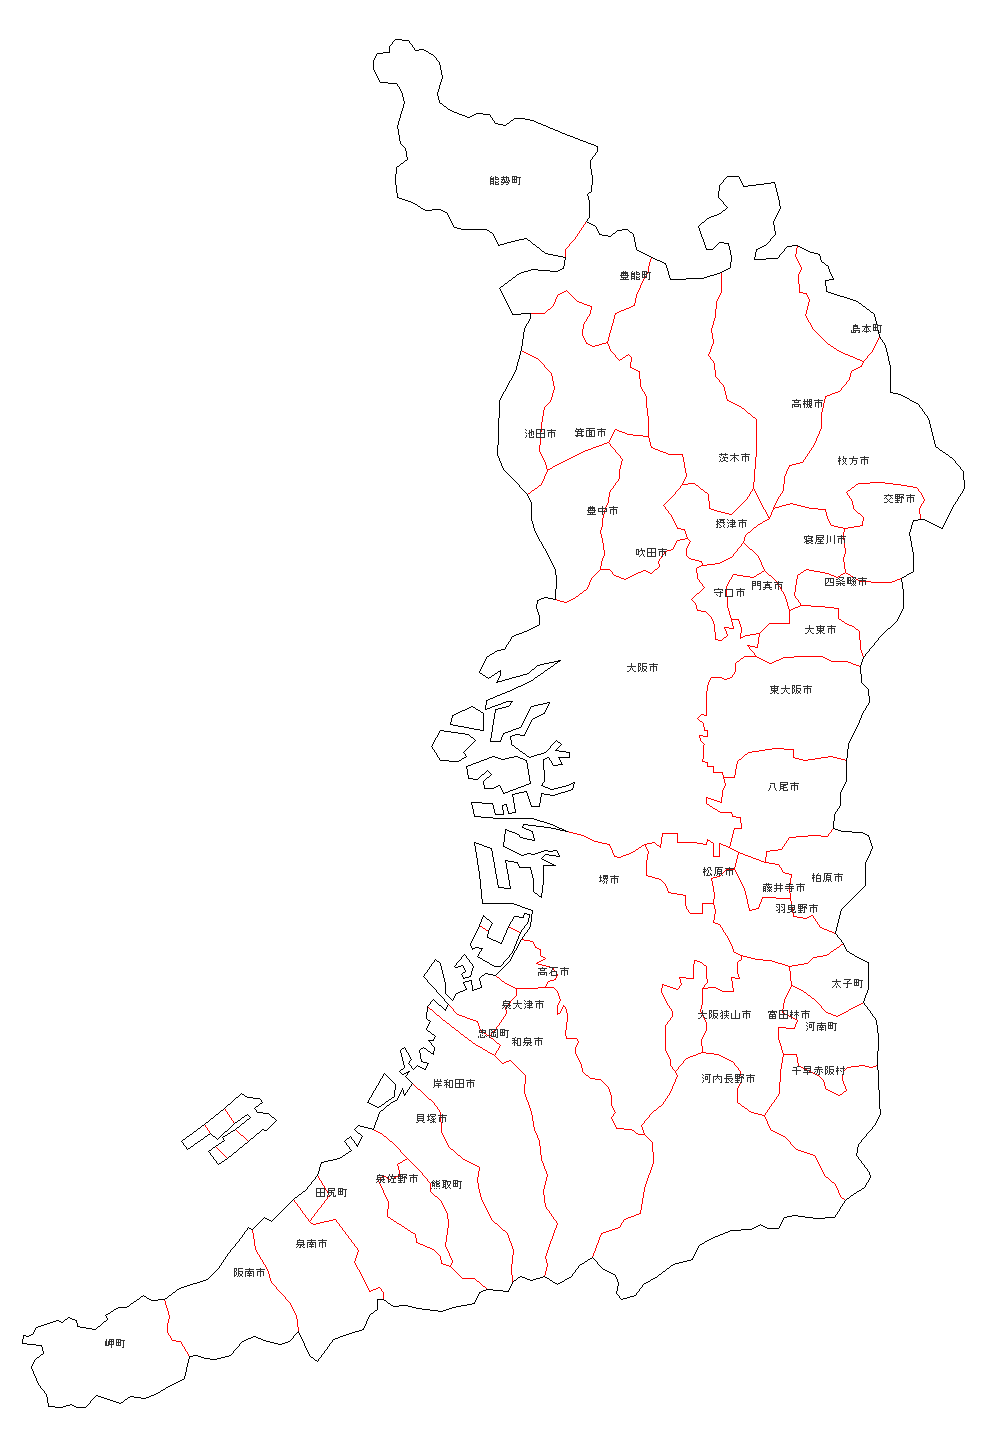 能勢町
豊能町
島本町
高槻市
池田市
箕面市
茨木市
枚方市
交野市
豊中市
摂津市
寝屋川市
吹田市
四条畷市
門真市
守口市
大東市
大阪市
東大阪市
八尾市
松原市
柏原市
堺市
藤井寺市
羽曳野市
高石市
太子町
泉大津市
大阪狭山市
富田林市
河南町
忠岡町
和泉市
千早赤阪村
河内長野市
岸和田市
貝塚市
泉佐野市
熊取町
田尻町
泉南市
阪南市
岬町